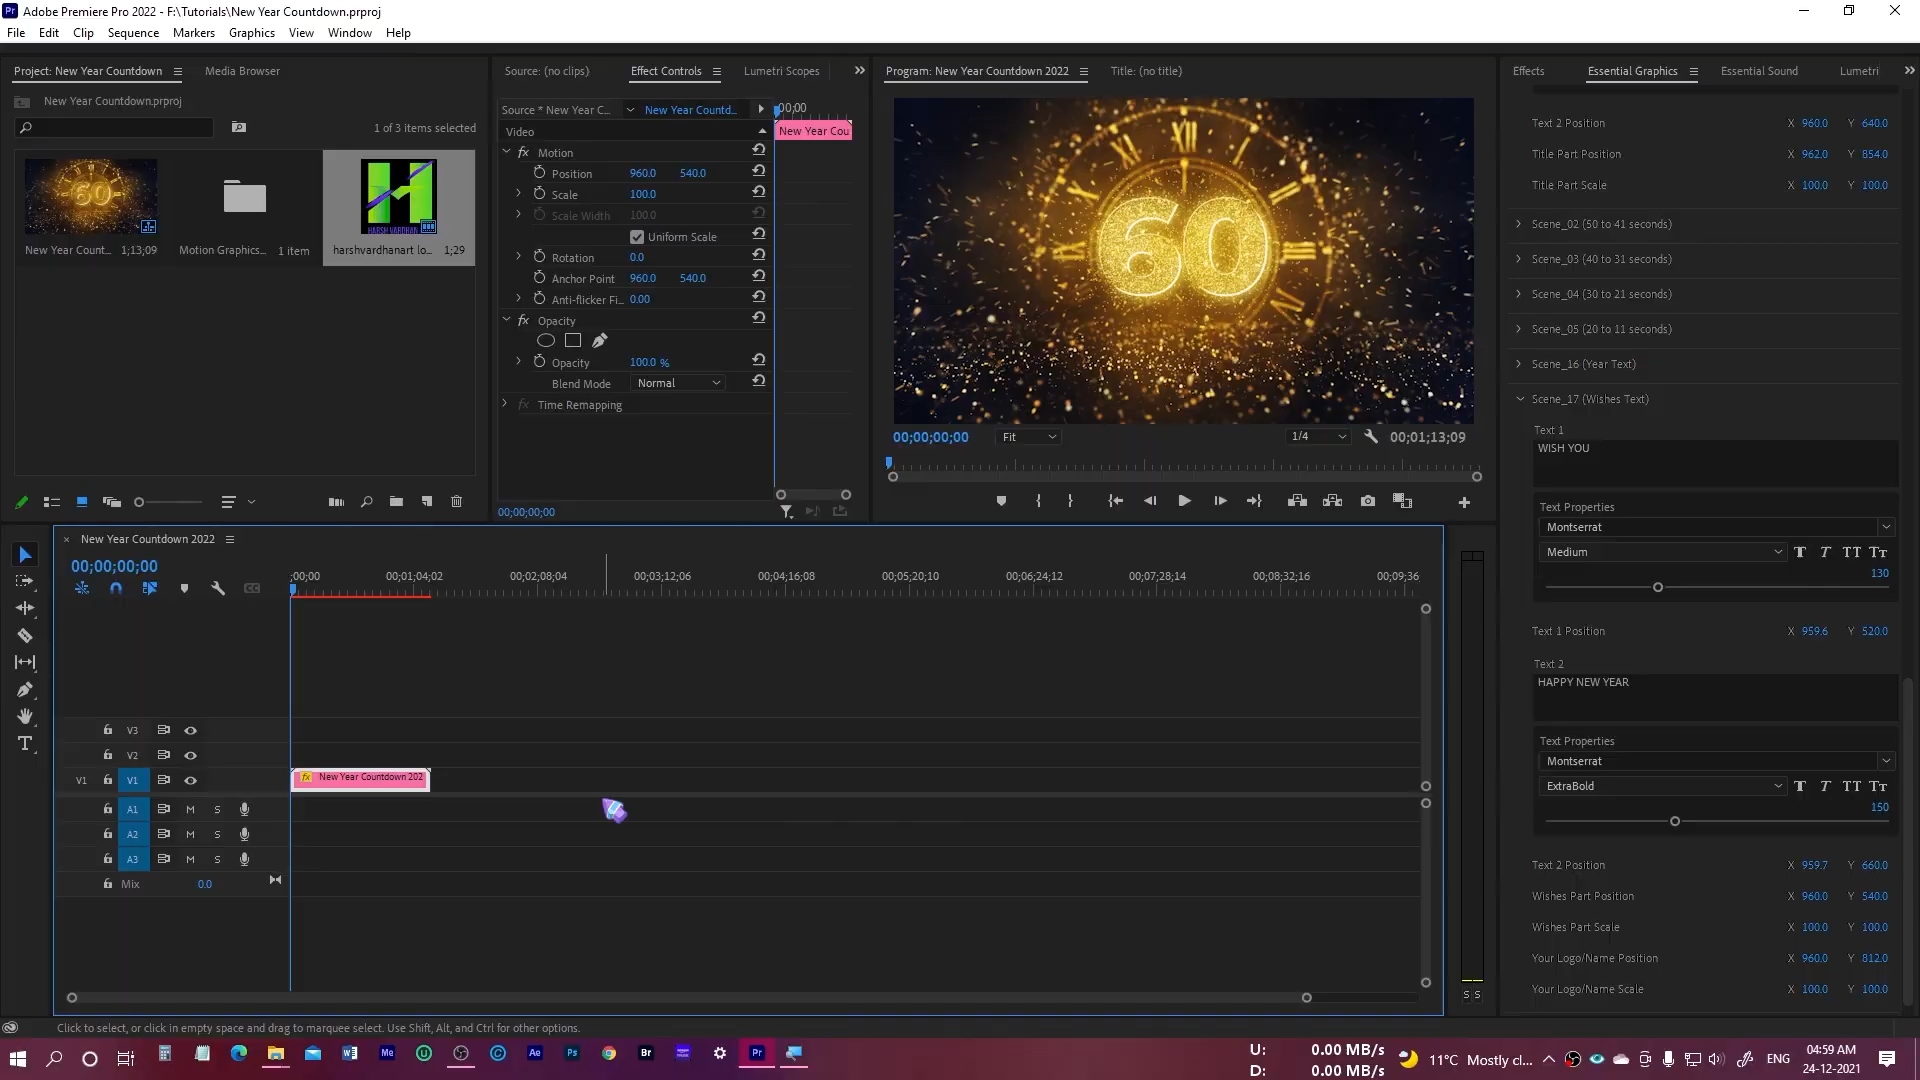 Adobe Premiere Pro 2022 - F:\Tutorials\New Year Countdown.prproj
File Edit Clip Sequence Markers Graphics View Window Help
Project: New Year Countdown Media Browser
New Year Countdown.prproj
1 of 3 items selected
New Year Count... 1;13;09
Motion Graphics... 1 item
HARSH VARDHAN
harshvardhanart lo... 1;29
Source: (no clips) Effect Controls Lumetri Scopes
Source * New Year C... New Year Countd... ;00;00
Video New Year Cou
fx Motion
Position 960.0 540.0
Scale 100.0
Scale Width 100.0
Uniform Scale
Rotation 0.0
Anchor Point 960.0 540.0
Anti-flicker Fi... 0.00
fx Opacity
Opacity 100.0 %
Blend Mode Normal
fx Time Remapping
00;00;00;00
Program: New Year Countdown 2022 Title: (no title)
XII
60
00;00;00;00 Fit 1/4 00;01;13;09
Effects Essential Graphics Essential Sound Lumetri
Text 2 Position X 960.0 Y 640.0
Title Part Position X 962.0 Y 854.0
Title Part Scale X 100.0 Y 100.0
Scene_02 (50 to 41 seconds)
Scene_03 (40 to 31 seconds)
Scene_04 (30 to 21 seconds)
Scene_05 (20 to 11 seconds)
Scene_16 (Year Text)
Scene_17 (Wishes Text)
Text 1
WISH YOU
Text Properties
Montserrat
Medium T T TT Tт
130
Text 1 Position X 959.6 Y 520.0
Text 2
HAPPY NEW YEAR
Text Properties
Montserrat
ExtraBold T T TT Tт
150
Text 2 Position X 959.7 Y 660.0
Wishes Part Position X 960.0 Y 540.0
Wishes Part Scale X 100.0 Y 100.0
Your Logo/Name Position X 960.0 Y 812.0
Your Logo/Name Scale X 100.0 Y 100.0
× New Year Countdown 2022
00;00;00;00
;00;00 00;01;04;02 00;02;08;04 00;03;12;06 00;04;16;08 00;05;20;10 00;06;24;12 00;07;28;14 00;08;32;16 00;09;36
V3
V2
V1 V1 fx New Year Countdown 202
A1 M S
A2 M S
A3 M S
Mix 0.0
S S
Click to select, or click in empty space and drag to marquee select. Use Shift, Alt, and Ctrl for other options.
U: 0.00 MB/s
D: 0.00 MB/s
11°C Mostly cl...
ENG
04:59 AM
24-12-2021